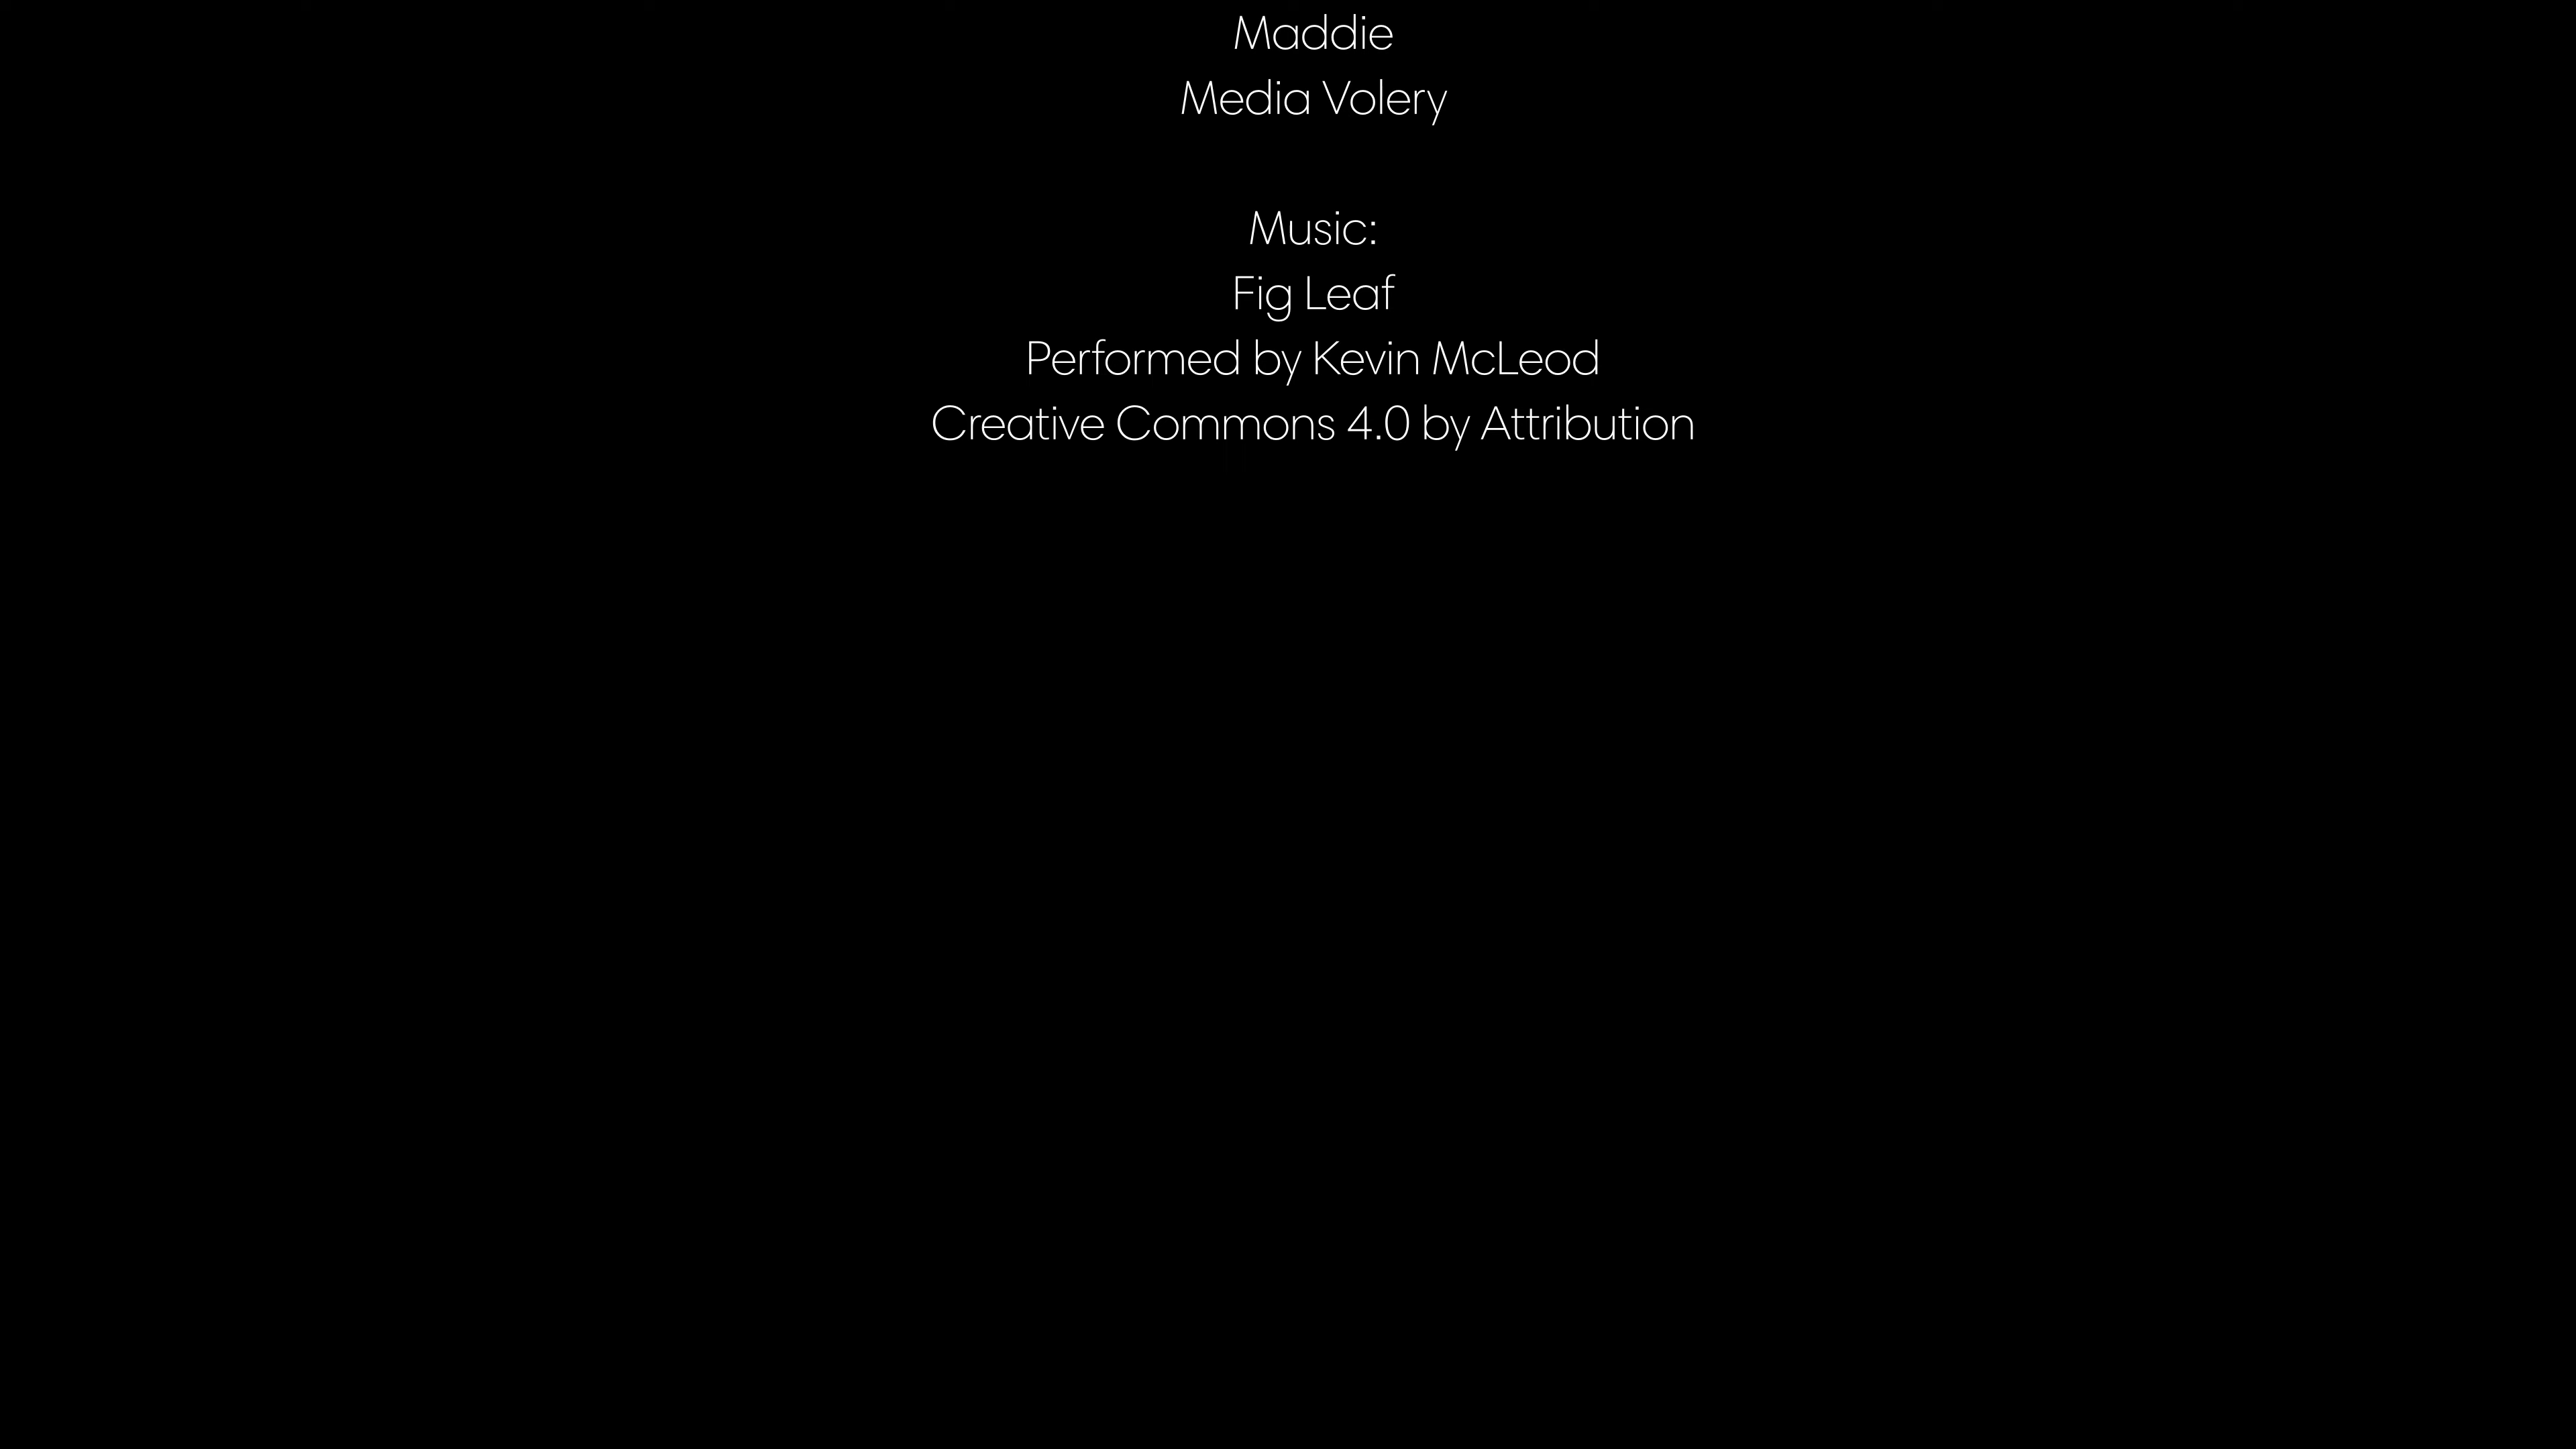 Maddie
Media Volery
Music:
Fig Leaf
Performed by Kevin McLeod
Creative Commons 4.0 by Attribution